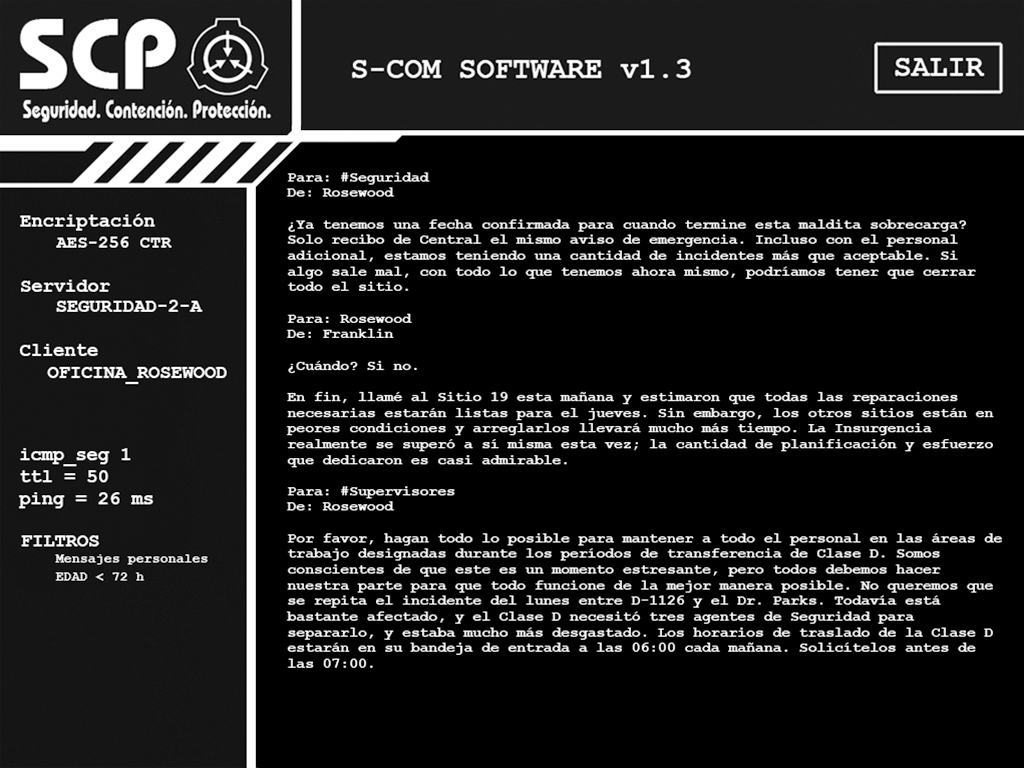 SCP
Seguridad. Contención. Protección.
S-COM SOFTWARE v1.3
SALIR
Encriptación
AES-256 CTR
Servidor
SEGURIDAD-2-A
Cliente
OFICINA_ROSEWOOD
icmp_seg 1
ttl = 50
ping = 26 ms
FILTROS
Mensajes personales
EDAD < 72 h
Para: #Seguridad
De: Rosewood
¿Ya tenemos una fecha confirmada para cuando termine esta maldita sobrecarga?
Solo recibo de Central el mismo aviso de emergencia. Incluso con el personal
adicional, estamos teniendo una cantidad de incidentes más que aceptable. Si
algo sale mal, con todo lo que tenemos ahora mismo, podríamos tener que cerrar
todo el sitio.
Para: Rosewood
De: Franklin
¿Cuándo? Si no.
En fin, llamé al Sitio 19 esta mañana y estimaron que todas las reparaciones
necesarias estarán listas para el jueves. Sin embargo, los otros sitios están en
peores condiciones y arreglarlos llevará mucho más tiempo. La Insurgencia
realmente se superó a sí misma esta vez; la cantidad de planificación y esfuerzo
que dedicaron es casi admirable.
Para: #Supervisores
De: Rosewood
Por favor, hagan todo lo posible para mantener a todo el personal en las áreas de
trabajo designadas durante los períodos de transferencia de Clase D. Somos
conscientes de que este es un momento estresante, pero todos debemos hacer
nuestra parte para que todo funcione de la mejor manera posible. No queremos que
se repita el incidente del lunes entre D-1126 y el Dr. Parks. Todavía está
bastante afectado, y el Clase D necesitó tres agentes de Seguridad para
separarlo, y estaba mucho más desgastado. Los horarios de traslado de la Clase D
estarán en su bandeja de entrada a las 06:00 cada mañana. Solicítelos antes de
las 07:00.